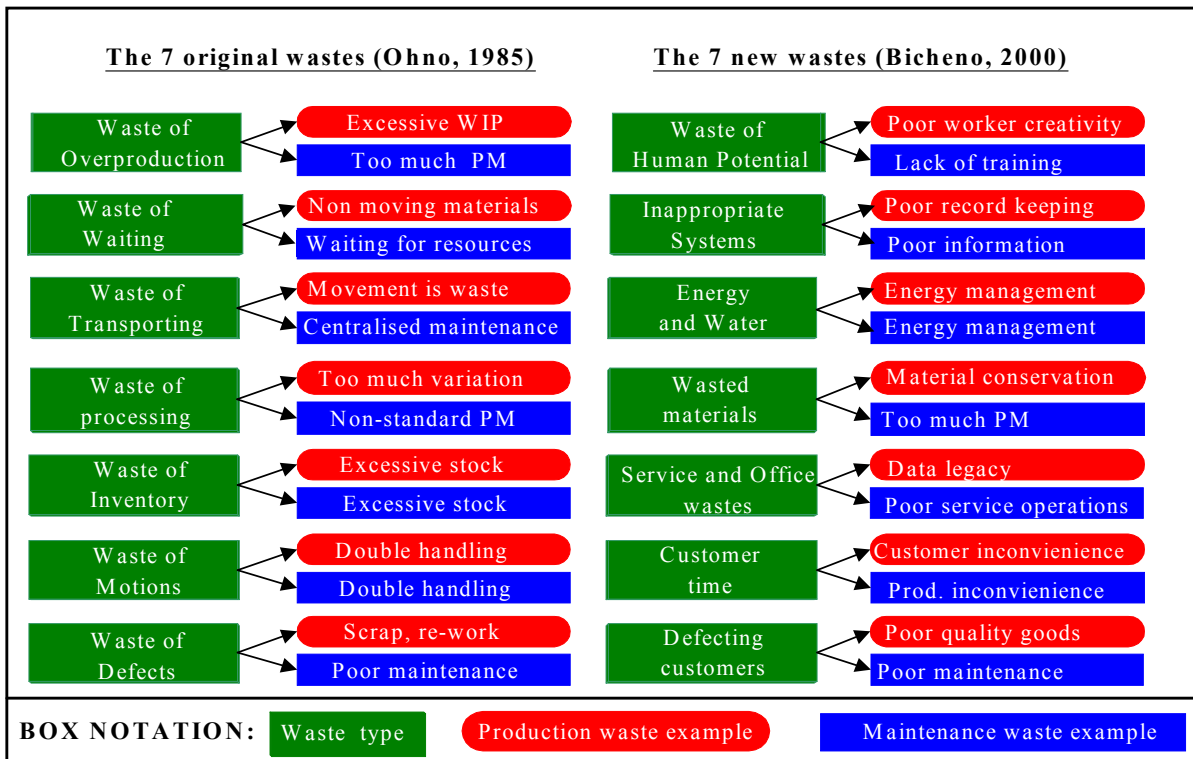 The 7 original wastes (Ohno, 1985)
Waste of
Overproduction
Excessive WIP
Too much PM
Waste of
Waiting
Non moving materials
Waiting for resources
Waste of
Transporting
Movement is waste
Centralised maintenance
Waste of
processing
Too much variation
Non-standard PM
Waste of
Inventory
Excessive stock
Excessive stock
Waste of
Motions
Double handling
Double handling
Waste of
Defects
Scrap, re-work
Poor maintenance
The 7 new wastes (Bicheno, 2000)
Waste of
Human Potential
Poor worker creativity
Lack of training
Inappropriate
Systems
Poor record keeping
Poor information
Energy
and Water
Energy management
Energy management
Wasted
materials
Material conservation
Too much PM
Service and Office
wastes
Data legacy
Poor service operations
Customer
time
Customer inconvienience
Prod. inconvienience
Defecting
customers
Poor quality goods
Poor maintenance
BOX NOTATION:
Waste type
Production waste example
Maintenance waste example